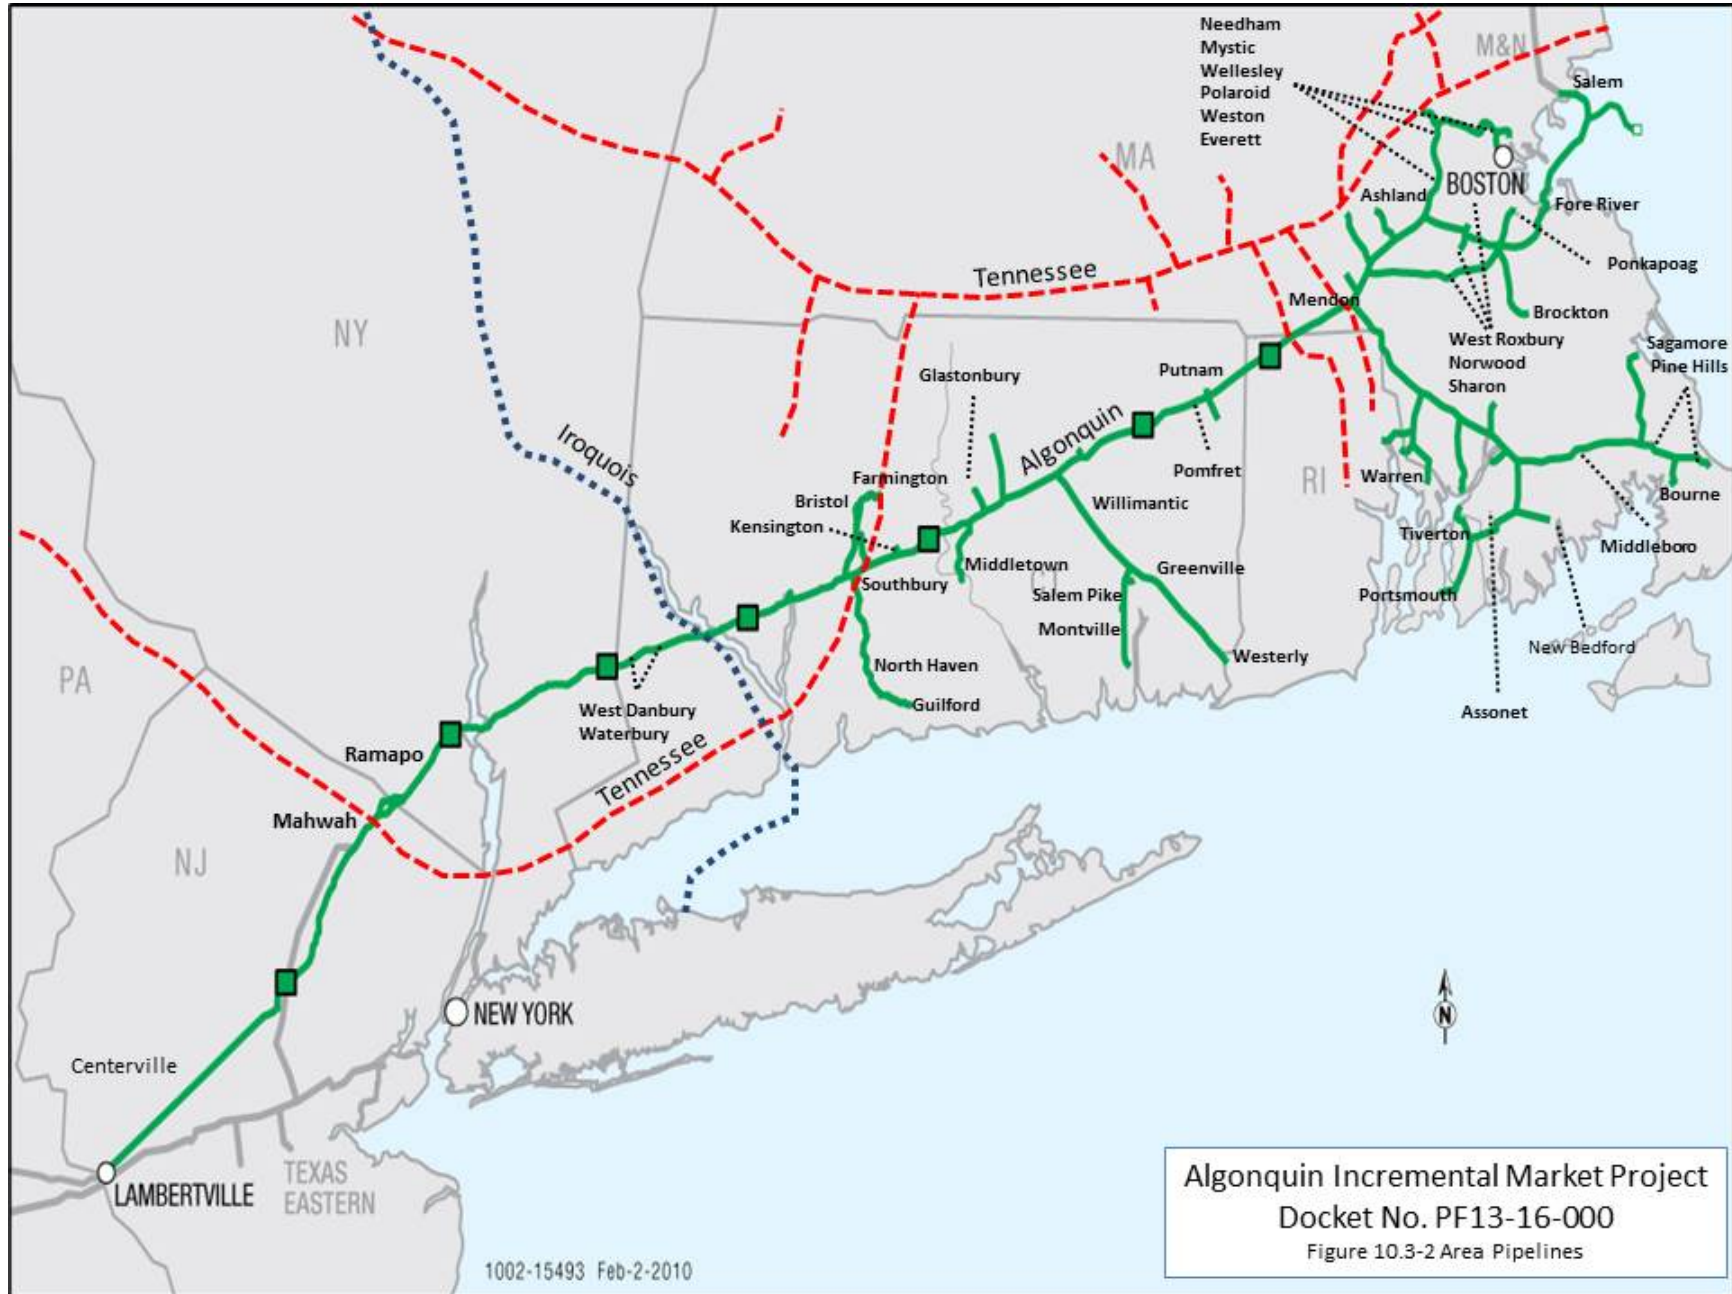 Needham
Mystic
Wellesley
Polaroid
Weston
Everett
M&N
Salem
MA
Ashland
BOSTON
Fore River
Ponkapoag
Tennessee
Mendon
Brockton
NY
West Roxbury
Norwood
Sharon
Sagamore
Pine Hills
Glastonbury
Putnam
Algonquin
Iroquois
Pomfret
RI
Warren
Bourne
Farmington
Bristol
Kensington
Willimantic
Tiverton
Middleboro
Middletown
Greenville
CT
Southbury
Salem Pike
Portsmouth
Montville
New Bedford
Westerly
PA
North Haven
Guilford
Assonet
West Danbury
Waterbury
Ramapo
Tennessee
Mahwah
NJ
NEW YORK
N
Centerville
LAMBERTVILLE
TEXAS
EASTERN
Algonquin Incremental Market Project
Docket No. PF13-16-000
Figure 10.3-2 Area Pipelines
1002-15493 Feb-2-2010